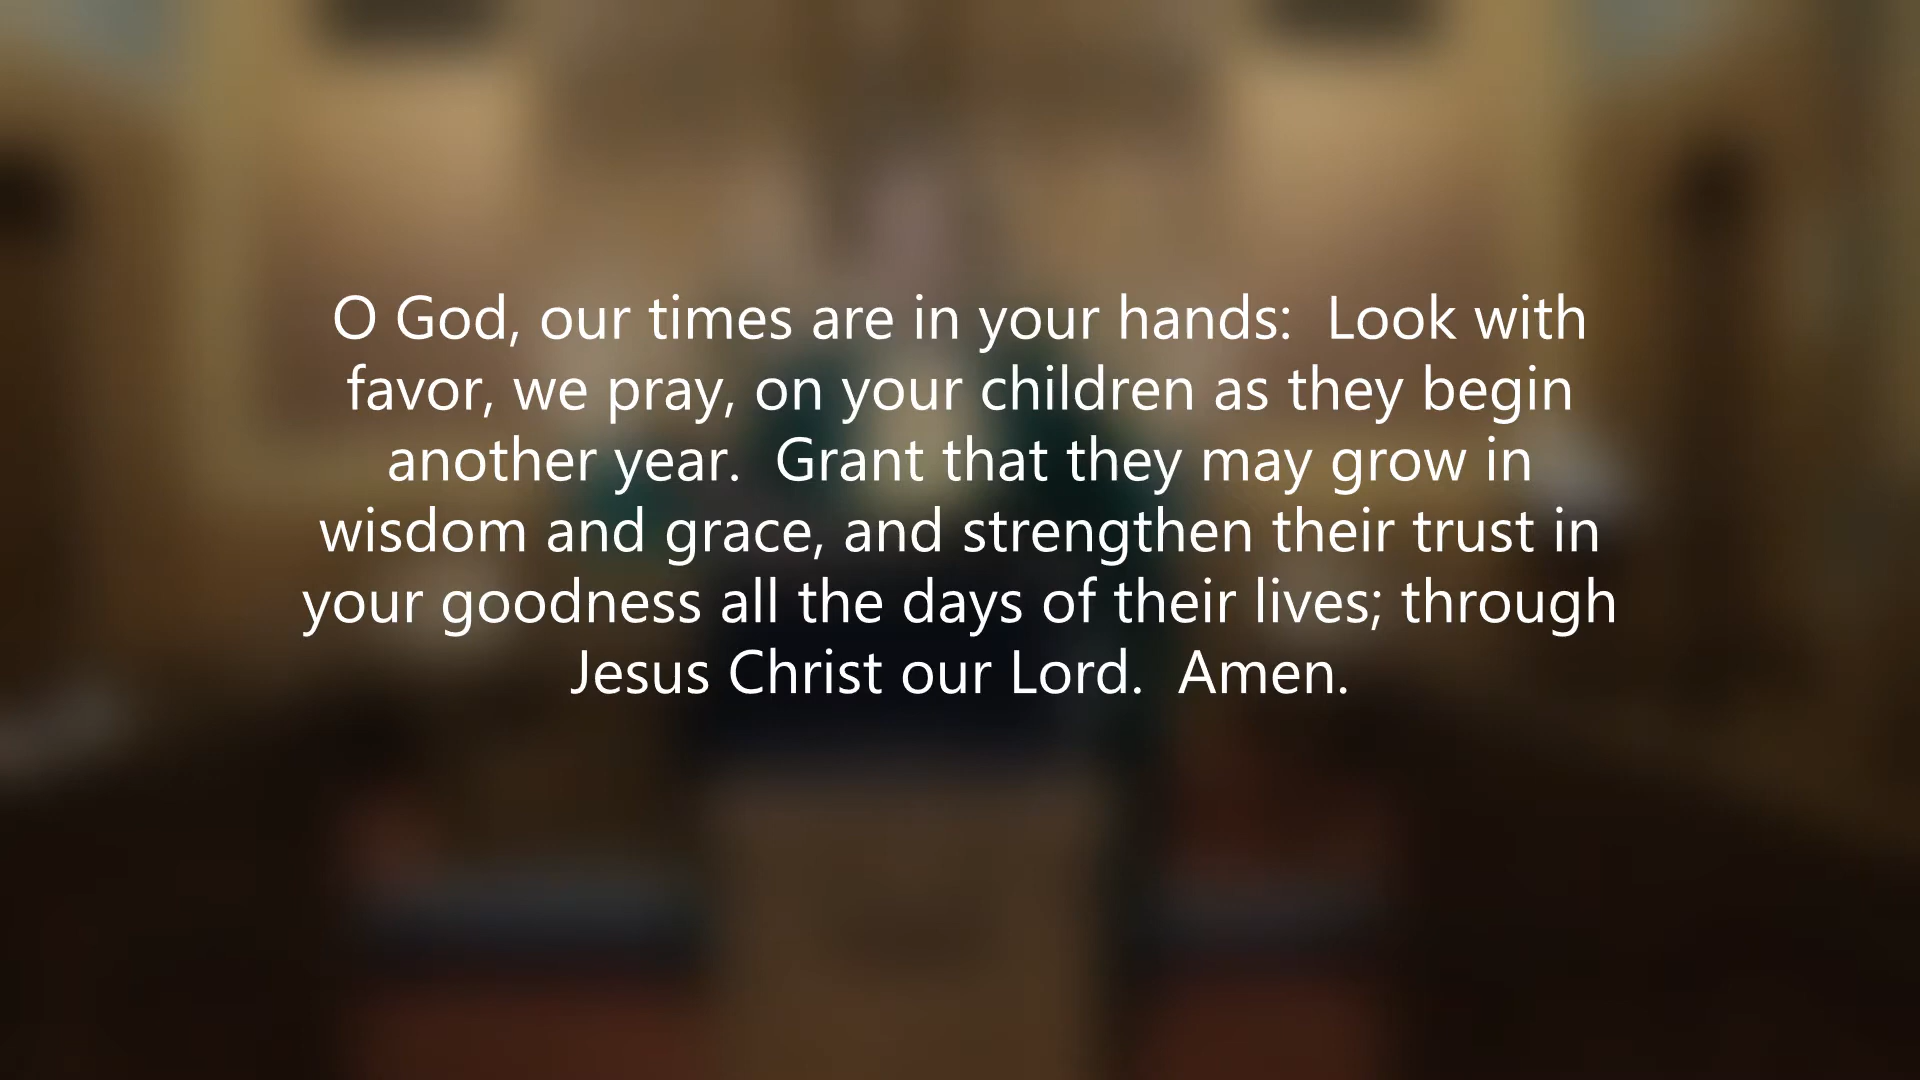 O God, our times are in your hands:  Look with
favor, we pray, on your children as they begin
another year.  Grant that they may grow in
wisdom and grace, and strengthen their trust in
your goodness all the days of their lives; through
Jesus Christ our Lord.  Amen.